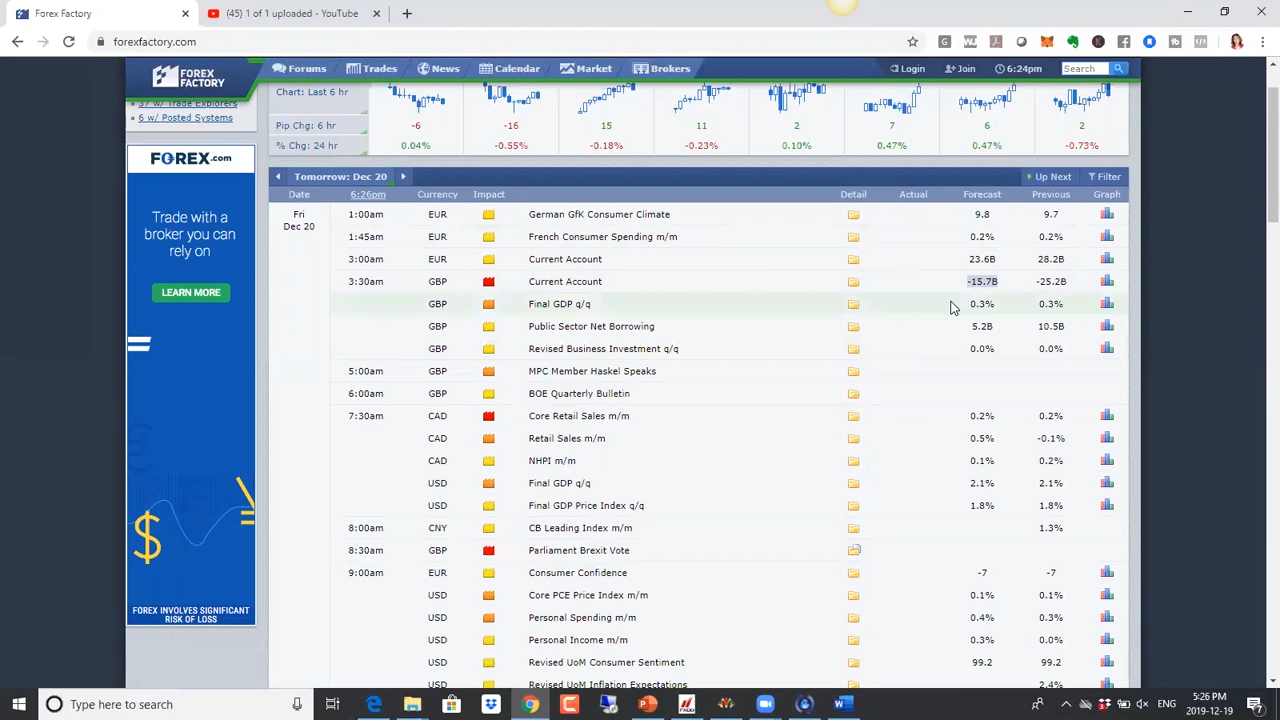 Forex Factory
(45) 1 of 1 uploaded - YouTube
forexfactory.com
FOREX FACTORY
Forums Trades News Calendar Market Brokers Login Join 6:24pm Search
37 w/ Trade Explorers
6 w/ Posted Systems
Chart: Last 6 hr
Pip Chg: 6 hr -6 -16 15 11 2 7 6 2
% Chg: 24 hr 0.04% -0.55% -0.18% -0.23% 0.10% 0.47% 0.47% -0.73%
FOREX.com
Trade with a
broker you can
rely on
LEARN MORE
FOREX INVOLVES SIGNIFICANT
RISK OF LOSS
Tomorrow: Dec 20 Up Next Filter
Date 6:26pm Currency Impact Detail Actual Forecast Previous Graph
Fri
Dec 20
1:00am EUR German GfK Consumer Climate 9.8 9.7
1:45am EUR French Consumer Spending m/m 0.2% 0.2%
3:00am EUR Current Account 23.6B 28.2B
3:30am GBP Current Account -15.7B -25.2B
GBP Final GDP q/q 0.3% 0.3%
GBP Public Sector Net Borrowing 5.2B 10.5B
GBP Revised Business Investment q/q 0.0% 0.0%
5:00am GBP MPC Member Haskel Speaks
6:00am GBP BOE Quarterly Bulletin
7:30am CAD Core Retail Sales m/m 0.2% 0.2%
CAD Retail Sales m/m 0.5% -0.1%
CAD NHPI m/m 0.1% 0.2%
USD Final GDP q/q 2.1% 2.1%
USD Final GDP Price Index q/q 1.8% 1.8%
8:00am CNY CB Leading Index m/m 1.3%
8:30am GBP Parliament Brexit Vote
9:00am EUR Consumer Confidence -7 -7
USD Core PCE Price Index m/m 0.1% 0.1%
USD Personal Spending m/m 0.4% 0.3%
USD Personal Income m/m 0.3% 0.0%
USD Revised UoM Consumer Sentiment 99.2 99.2
USD Revised UoM Inflation Expectations 2.4%
Type here to search
ENG
5:26 PM
2019-12-19